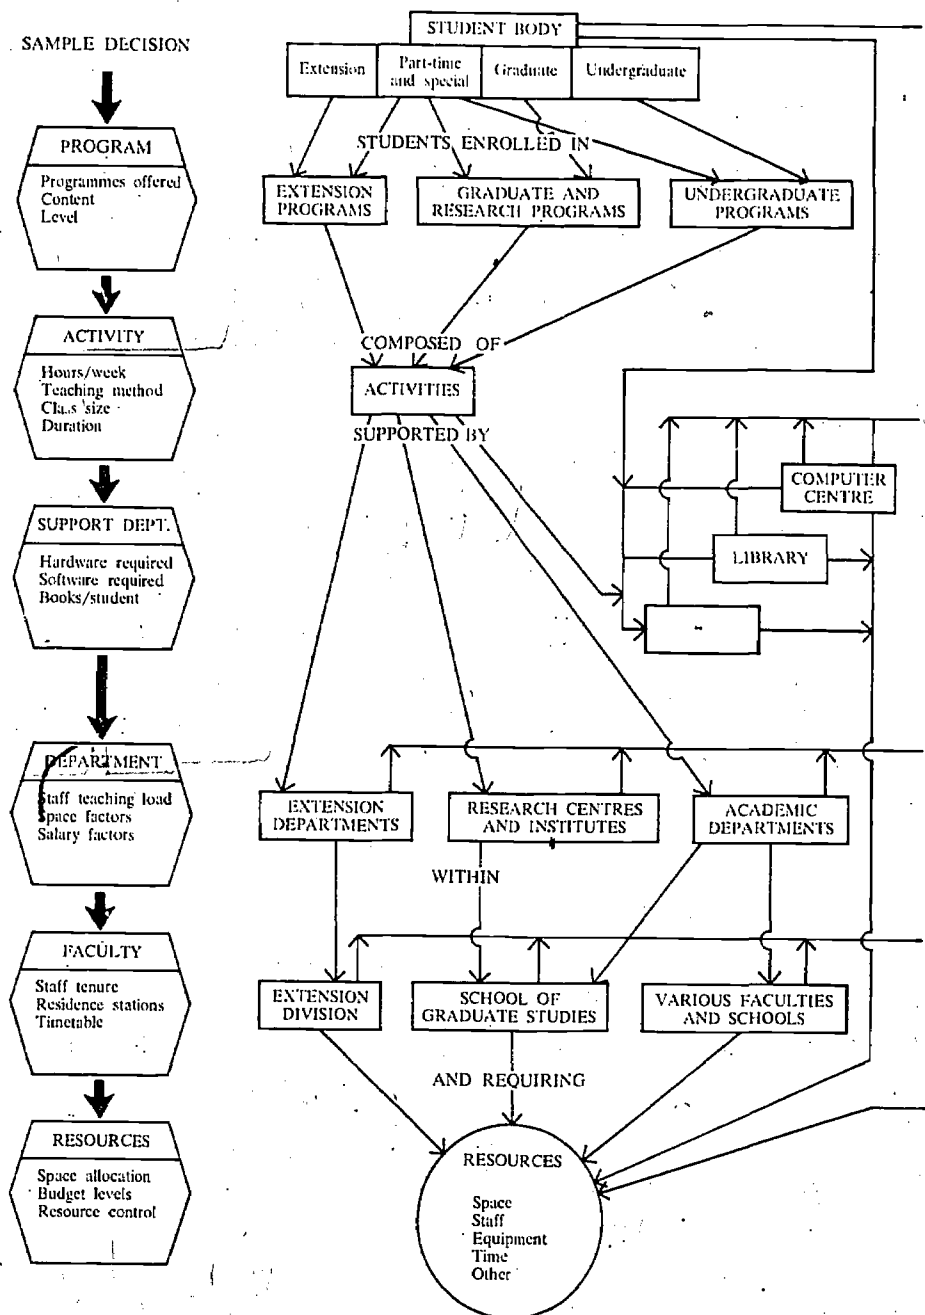 SAMPLE DECISION
PROGRAM
Programmes offered
Content
Level
ACTIVITY
Hours/week
Teaching method
Class size
Duration
SUPPORT DEPT.
Hardware required
Software required
Books/student
DEPARTMENT
Staff teaching load
Space factors
Salary factors
FACULTY
Staff tenure
Residence stations
Timetable
RESOURCES
Space allocation
Budget levels
Resource control
STUDENT BODY
Extension
Part-time
and special
Graduate
Undergraduate
STUDENTS ENROLLED IN
EXTENSION
PROGRAMS
GRADUATE AND
RESEARCH PROGRAMS
UNDERGRADUATE
PROGRAMS
COMPOSED OF
ACTIVITIES
SUPPORTED BY
COMPUTER
CENTRE
LIBRARY
EXTENSION
DEPARTMENTS
RESEARCH CENTRES
AND INSTITUTES
ACADEMIC
DEPARTMENTS
WITHIN
EXTENSION
DIVISION
SCHOOL OF
GRADUATE STUDIES
VARIOUS FACULTIES
AND SCHOOLS
AND REQUIRING
RESOURCES
Space
Staff
Equipment
Time
Other